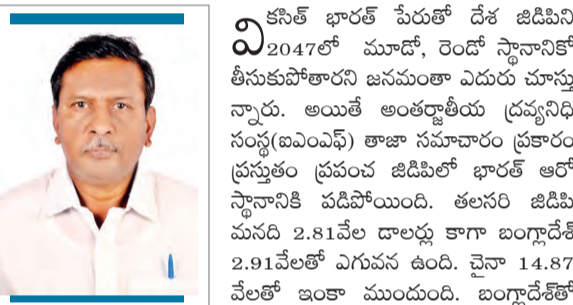 వికసిత్ భారత్ పేరుతో దేశ జిడిపిని
2047లో మూడో, రెండో స్థానానికో
తీసుకుపోతారని జనమంతా ఎదురు చూస్తు
న్నారు. అయితే అంతర్జాతీయ ద్రవ్యనిధి
సంస్థ(ఐఎంఎఫ్) తాజా సమాచారం ప్రకారం
ప్రస్తుతం ప్రపంచ జిడిపిలో భారత్ ఆరో
స్థానానికి పడిపోయింది. తలసరి జిడిపి
మనది 2.81వేల డాలర్లు కాగా బంగ్లాదేశ్
2.91వేలతో ఎగువన ఉంది. చైనా 14.87
వేలతో ఇంకా ముందుంది. బంగ్లాదేశ్‌తో